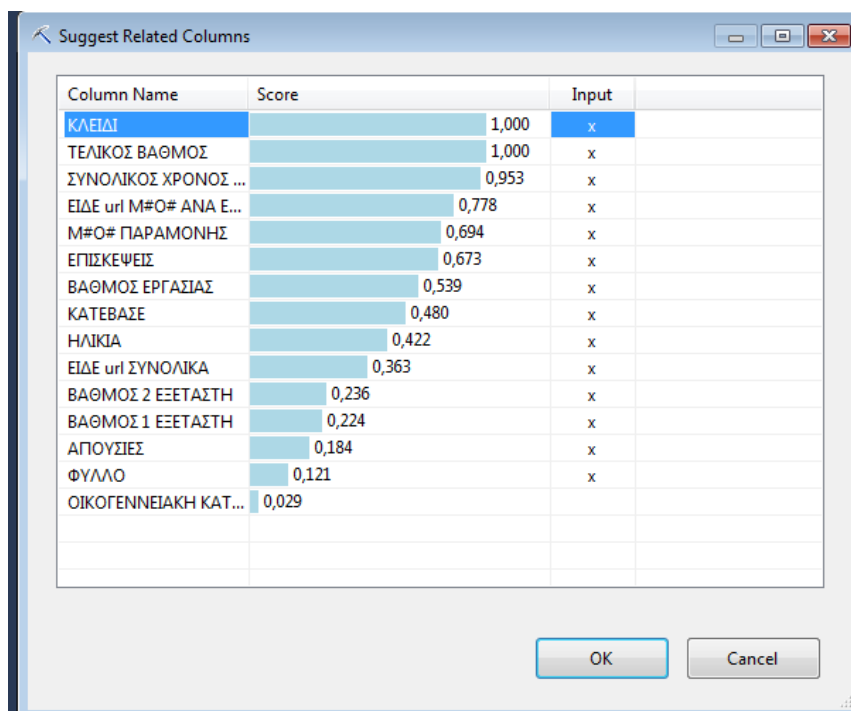 Suggest Related Columns
Column Name Score Input
ΚΛΕΙΔΙ 1,000 x
ΤΕΛΙΚΟΣ ΒΑΘΜΟΣ 1,000 x
ΣΥΝΟΛΙΚΟΣ ΧΡΟΝΟΣ ... 0,953 x
ΕΙΔΕ url Μ#Ο# ΑΝΑ Ε... 0,778 x
Μ#Ο# ΠΑΡΑΜΟΝΗΣ 0,694 x
ΕΠΙΣΚΕΨΕΙΣ 0,673 x
ΒΑΘΜΟΣ ΕΡΓΑΣΙΑΣ 0,539 x
ΚΑΤΕΒΑΣΕ 0,480 x
ΗΛΙΚΙΑ 0,422 x
ΕΙΔΕ url ΣΥΝΟΛΙΚΑ 0,363 x
ΒΑΘΜΟΣ 2 ΕΞΕΤΑΣΤΗ 0,236 x
ΒΑΘΜΟΣ 1 ΕΞΕΤΑΣΤΗ 0,224 x
ΑΠΟΥΣΙΕΣ 0,184 x
ΦΥΛΛΟ 0,121 x
ΟΙΚΟΓΕΝΝΕΙΑΚΗ ΚΑΤ... 0,029
OK Cancel